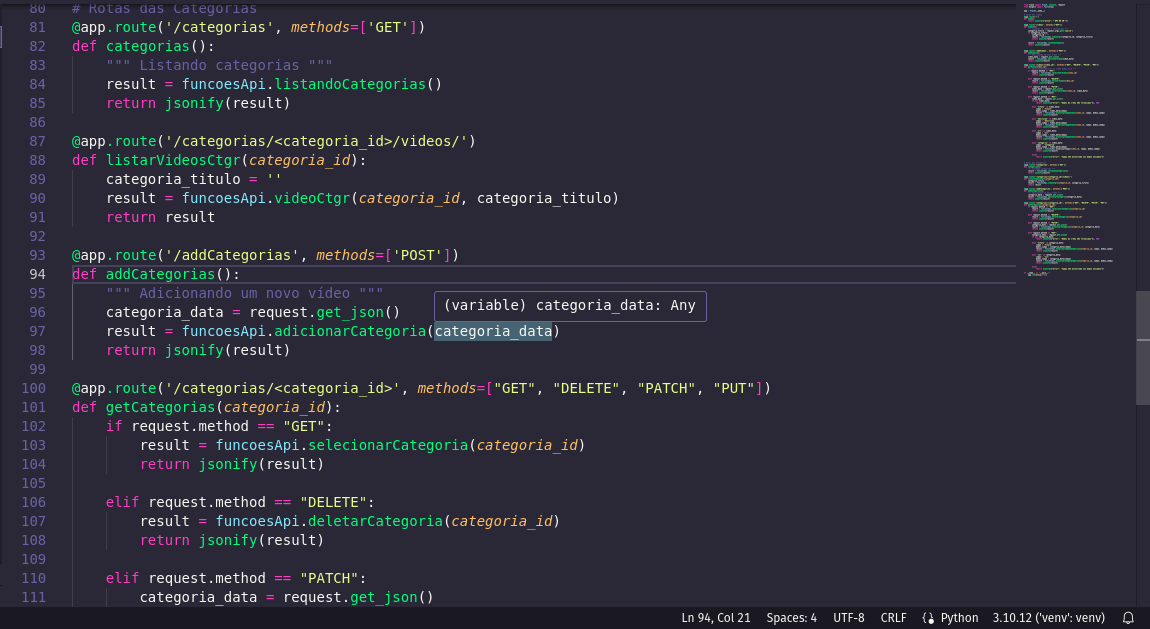 80 # Rotas das Categorias
81 @app.route('/categorias', methods=['GET'])
82 def categorias():
83     """ Listando categorias """
84     result = funcoesApi.listandoCategorias()
85     return jsonify(result)
86
87 @app.route('/categorias/<categoria_id>/videos/')
88 def listarVideosCtgr(categoria_id):
89     categoria_titulo = ''
90     result = funcoesApi.videoCtgr(categoria_id, categoria_titulo)
91     return result
92
93 @app.route('/addCategorias', methods=['POST'])
94 def addCategorias():
95     """ Adicionando um novo vídeo """
(variable) categoria_data: Any
96     categoria_data = request.get_json()
97     result = funcoesApi.adicionarCategoria(categoria_data)
98     return jsonify(result)
99
100 @app.route('/categorias/<categoria_id>', methods=["GET", "DELETE", "PATCH", "PUT"])
101 def getCategorias(categoria_id):
102     if request.method == "GET":
103         result = funcoesApi.selecionarCategoria(categoria_id)
104         return jsonify(result)
105
106     elif request.method == "DELETE":
107         result = funcoesApi.deletarCategoria(categoria_id)
108         return jsonify(result)
109
110     elif request.method == "PATCH":
111         categoria_data = request.get_json()
Ln 94, Col 21 Spaces: 4 UTF-8 CRLF Python 3.10.12 ('venv': venv)